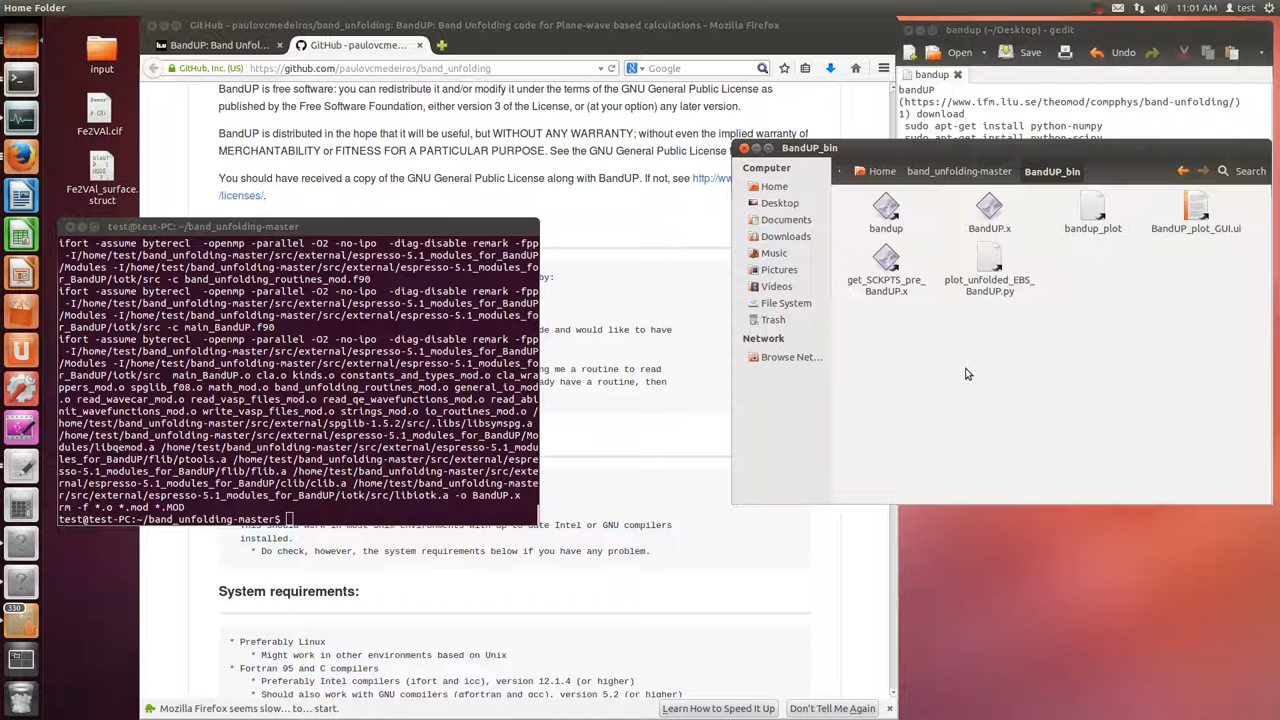 Home Folder
11:01 AM
test
input
Fe2VAl.cif
Fe2VAl_surface.
struct
GitHub - paulovcmedeiros/band_unfolding: BandUP: Band Unfolding code for Plane-wave based calculations - Mozilla Firefox
BandUP: Band Unfol...
GitHub - paulovcme...
GitHub, Inc. (US)
https://github.com/paulovcmedeiros/band_unfolding
Google
BandUP is free software: you can redistribute it and/or modify it under the terms of the GNU General Public License as
published by the Free Software Foundation, either version 3 of the License, or (at your option) any later version.
BandUP is distributed in the hope that it will be useful, but WITHOUT ANY WARRANTY; without even the implied warranty of
MERCHANTABILITY or FITNESS FOR A PARTICULAR PURPOSE. See the GNU General Public License
You should have received a copy of the GNU General Public License along with BandUP. If not, see http://ww
/licenses/.
by:
de and would like to have
ng me a routine to read
ady have a routine, then
installed.
* Do check, however, the system requirements below if you have any problem.
System requirements:
* Preferably Linux
* Might work in other environments based on Unix
* Fortran 95 and C compilers
* Preferably Intel compilers (ifort and icc), version 12.1.4 (or higher)
* Should also work with GNU compilers (gfortran and gcc), version 5.2 (or higher)
Mozilla Firefox seems slow... to... start.
Learn How to Speed It Up
Don't Tell Me Again
test@test-PC: ~/band_unfolding-master
ifort -assume byterecl -openmp -parallel -O2 -no-ipo -diag-disable remark -fpp
-I/home/test/band_unfolding-master/src/external/espresso-5.1_modules_for_BandUP
/Modules -I/home/test/band_unfolding-master/src/external/espresso-5.1_modules_fo
r_BandUP/iotk/src -c band_unfolding_routines_mod.f90
ifort -assume byterecl -openmp -parallel -O2 -no-ipo -diag-disable remark -fpp
-I/home/test/band_unfolding-master/src/external/espresso-5.1_modules_for_BandUP
/Modules -I/home/test/band_unfolding-master/src/external/espresso-5.1_modules_fo
r_BandUP/iotk/src -c main_BandUP.f90
ifort -assume byterecl -openmp -parallel -O2 -no-ipo -diag-disable remark -fpp
-I/home/test/band_unfolding-master/src/external/espresso-5.1_modules_for_BandUP
/Modules -I/home/test/band_unfolding-master/src/external/espresso-5.1_modules_fo
r_BandUP/iotk/src main_BandUP.o cla.o kinds.o constants_and_types_mod.o cla_wra
ppers_mod.o spglib_f08.o math_mod.o band_unfolding_routines_mod.o general_io_mod
.o read_wavecar_mod.o read_vasp_files_mod.o read_qe_wavefunctions_mod.o read_abi
nit_wavefunctions_mod.o write_vasp_files_mod.o strings_mod.o io_routines_mod.o /
home/test/band_unfolding-master/src/external/spglib-1.5.2/src/.libs/libsymspg.a
/home/test/band_unfolding-master/src/external/espresso-5.1_modules_for_BandUP/Mo
dules/libqemod.a /home/test/band_unfolding-master/src/external/espresso-5.1_modu
les_for_BandUP/flib/ptools.a /home/test/band_unfolding-master/src/external/espre
sso-5.1_modules_for_BandUP/flib/flib.a /home/test/band_unfolding-master/src/exte
rnal/espresso-5.1_modules_for_BandUP/clib/clib.a /home/test/band_unfolding-maste
r/src/external/espresso-5.1_modules_for_BandUP/iotk/src/libiotk.a -o BandUP.x
rm -f *.o *.mod *.MOD
test@test-PC:~/band_unfolding-master$
bandup (~/Desktop) - gedit
Open
Save
Undo
bandup
bandUP
(https://www.ifm.liu.se/theomod/compphys/band-unfolding/)
1) download
sudo apt-get install python-numpy
BandUP_bin
Computer
Home
Desktop
Documents
Downloads
Music
Pictures
Videos
File System
Trash
Network
Browse Net...
Home
band_unfolding-master
BandUP_bin
Search
bandup
BandUP.x
bandup_plot
BandUP_plot_GUI.ui
get_SCKPTS_pre_
BandUP.x
plot_unfolded_EBS_
BandUP.py
330